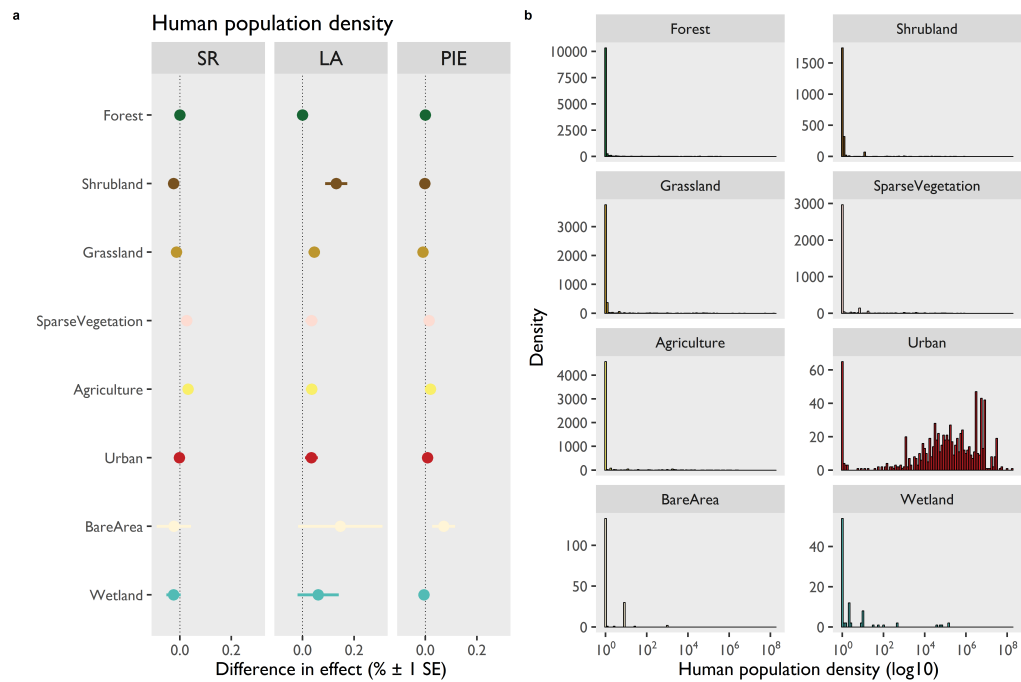 a
Human population density
SR LA PIE
Forest
Shrubland
Grassland
SparseVegetation
Agriculture
Urban
BareArea
Wetland
0.0 0.2 0.0 0.2 0.0 0.2
Difference in effect (% ± 1 SE)
b
Density
Forest
10000
7500
5000
2500
0
Shrubland
1500
1000
500
0
Grassland
3000
2000
1000
0
SparseVegetation
3000
2000
1000
0
Agriculture
4000
3000
2000
1000
0
Urban
60
40
20
0
BareArea
100
50
0
Wetland
40
20
0
10⁰ 10² 10⁴ 10⁶ 10⁸ 10⁰ 10² 10⁴ 10⁶ 10⁸
Human population density (log10)